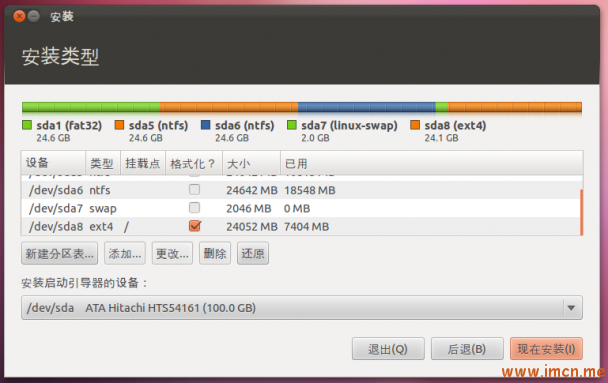 安装
安装类型
sda1 (fat32) sda5 (ntfs) sda6 (ntfs) sda7 (linux-swap) sda8 (ext4)
24.6 GB 24.6 GB 24.6 GB 2.0 GB 24.1 GB
设备 类型 挂载点 格式化？ 大小 已用
/dev/sda6 ntfs 24642 MB 18548 MB
/dev/sda7 swap 2046 MB 0 MB
/dev/sda8 ext4 / 24052 MB 7404 MB
新建分区表... 添加... 更改... 删除 还原
安装启动引导器的设备：
/dev/sda ATA Hitachi HTS54161 (100.0 GB)
退出(Q) 后退(B) 现在安装(I)
www.imcn.me